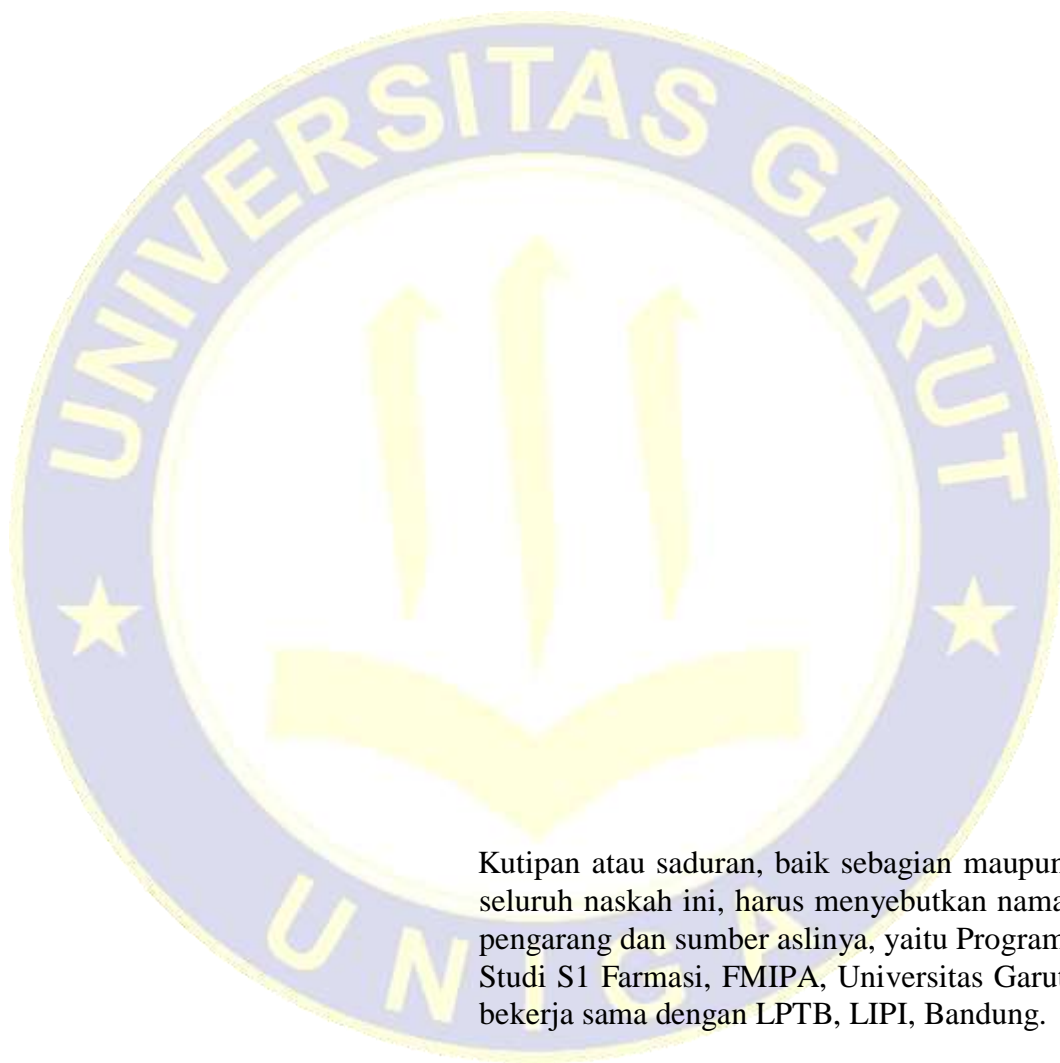 UNIVERSITAS GARUT
UNIGA
Kutipan atau saduran, baik sebagian maupun
seluruh naskah ini, harus menyebutkan nama
pengarang dan sumber aslinya, yaitu Program
Studi S1 Farmasi, FMIPA, Universitas Garut
bekerja sama dengan LPTB, LIPI, Bandung.